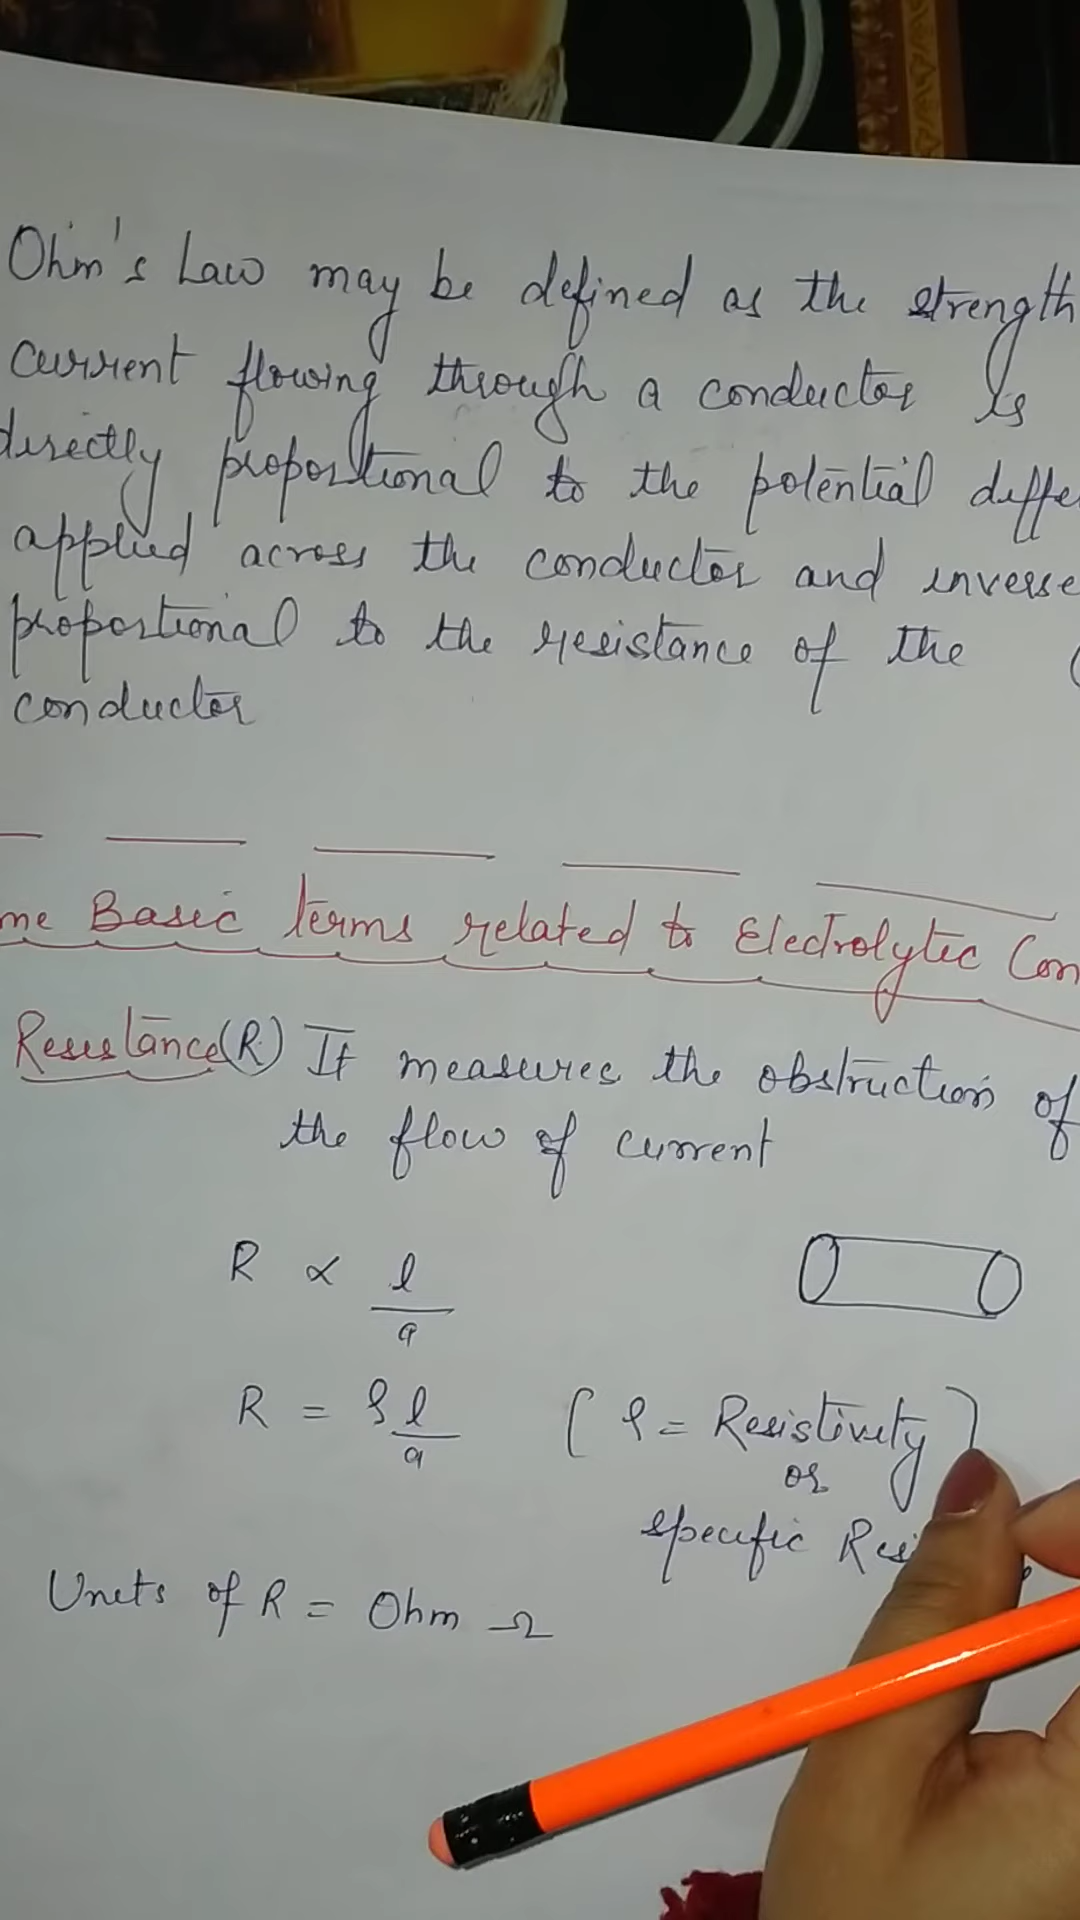 Ohm's Law may be defined as the strength
current flowing through a conductor is
directly proportional to the potential diffe
applied across the conductor and inverse
proportional to the resistance of the
conductor
me Basic terms related to Electrolytic Con
Resistance(R) It measures the obstruction of
the flow of current
R ∝ l/a
R = ρ l/a [ρ = Resistivity]
or
specific Resi
Units of R = Ohm Ω